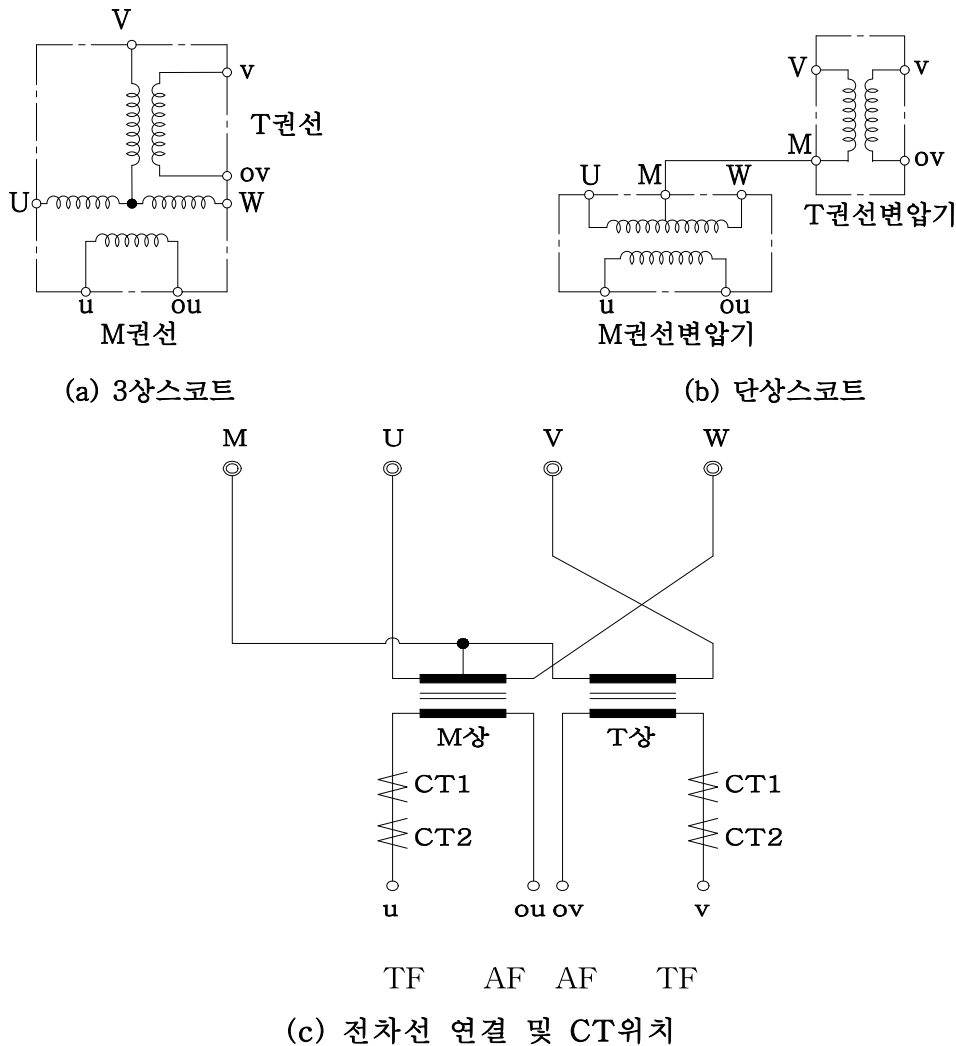 V
v
T권선
ov
U W
u ou
M권선
(a) 3상스코트
V v
M ov
U M W
T권선변압기
u ou
M권선변압기
(b) 단상스코트
M U V W
M상 T상
CT1 CT1
CT2 CT2
u ou ov v
TF AF AF TF
(c) 전차선 연결 및 CT위치